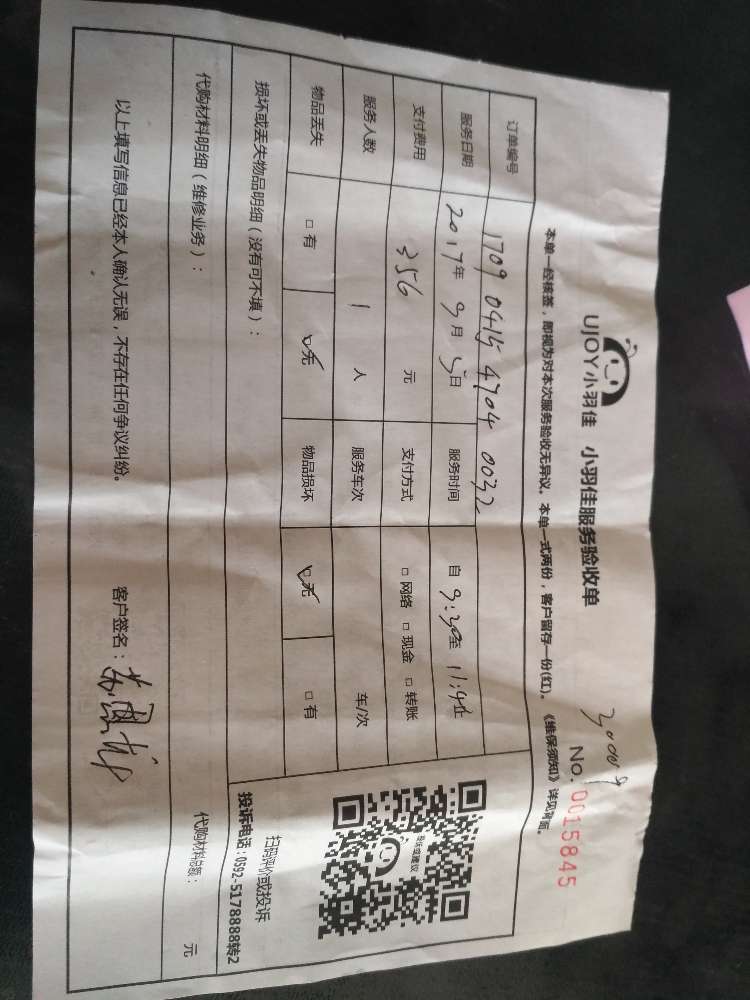 UJOY小羽佳 小羽佳服务验收单
30009
NO. 0015845
本单一经核签，即视为对本次服务验收无异议。本单一式两份，客户留存一份(红)。《维保须知》详见背面。
订单编号 1709 0415 4704 0032
服务日期 2017年 9月 5日 服务时间 自 9:30至 11:40止
支付费用 356 元 支付方式 □ 网络 □ 现金 □ 转账
服务人数 1 人 服务车次 车/次
物品丢失 □ 有 □ 无 物品损坏 □ 无 □ 有
您乐提建议
扫码评价或投诉
投诉电话：0592-5178888转2
损坏或丢失物品明细（没有可不填）：
代购材料明细（维修业务）： 代购材料总额： 元
以上填写信息已经本人确认无误，不存在任何争议纠纷。 客户签名：